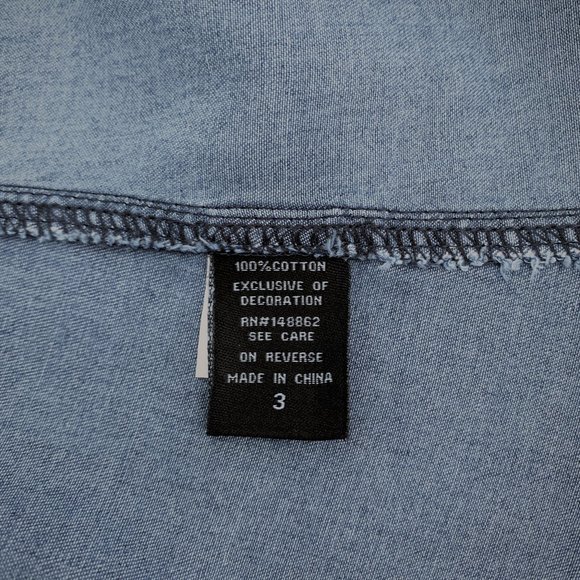 100%COTTON
EXCLUSIVE OF
DECORATION
RN#148862
SEE CARE
ON REVERSE
MADE IN CHINA
3